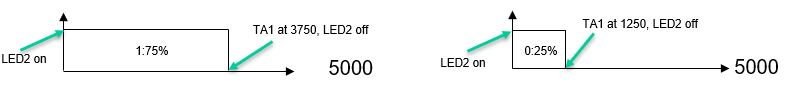 TA1 at 3750, LED2 off
1:75%
LED2 on
5000
TA1 at 1250, LED2 off
0:25%
LED2 on
5000